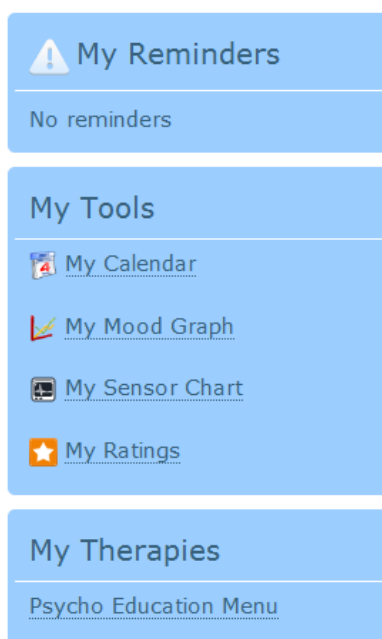 My Reminders
No reminders
My Tools
My Calendar
My Mood Graph
My Sensor Chart
My Ratings
My Therapies
Psycho Education Menu